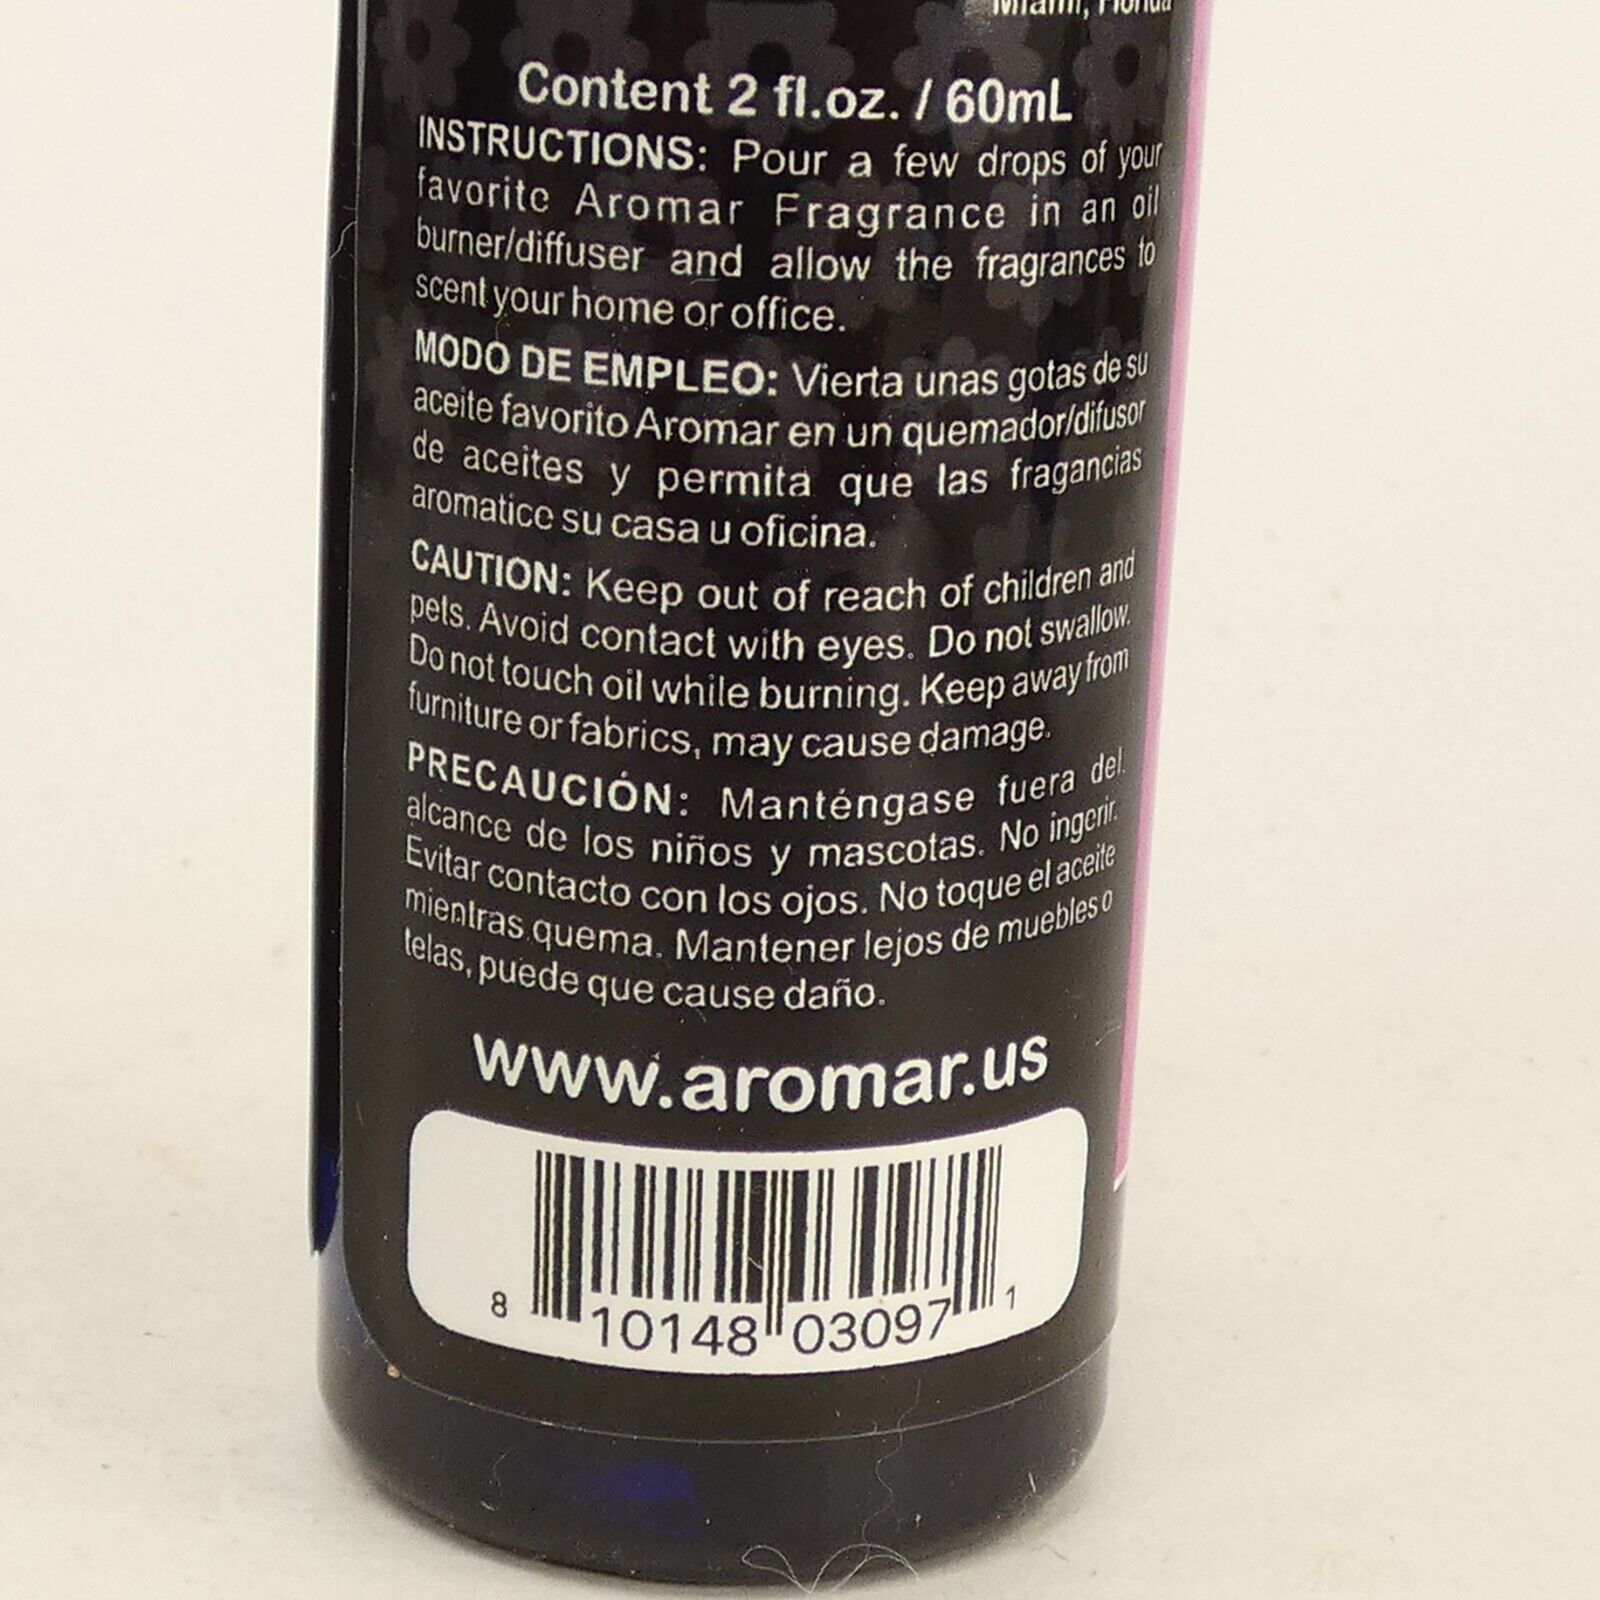 Miami, Florida
Content 2 fl.oz. / 60mL
INSTRUCTIONS: Pour a few drops of your
favorite Aromar Fragrance in an oil
burner/diffuser and allow the fragrances to
scent your home or office.
MODO DE EMPLEO: Vierta unas gotas de su
aceite favorito Aromar en un quemador/difusor
de aceites y permita que las fragancias
aromatice su casa u oficina.
CAUTION: Keep out of reach of children and
pets. Avoid contact with eyes. Do not swallow.
Do not touch oil while burning. Keep away from
furniture or fabrics, may cause damage.
PRECAUCIÓN: Manténgase fuera del
alcance de los niños y mascotas. No ingerir.
Evitar contacto con los ojos. No toque el aceite
mientras quema. Mantener lejos de muebles o
telas, puede que cause daño.
www.aromar.us
8 10148 03097 1